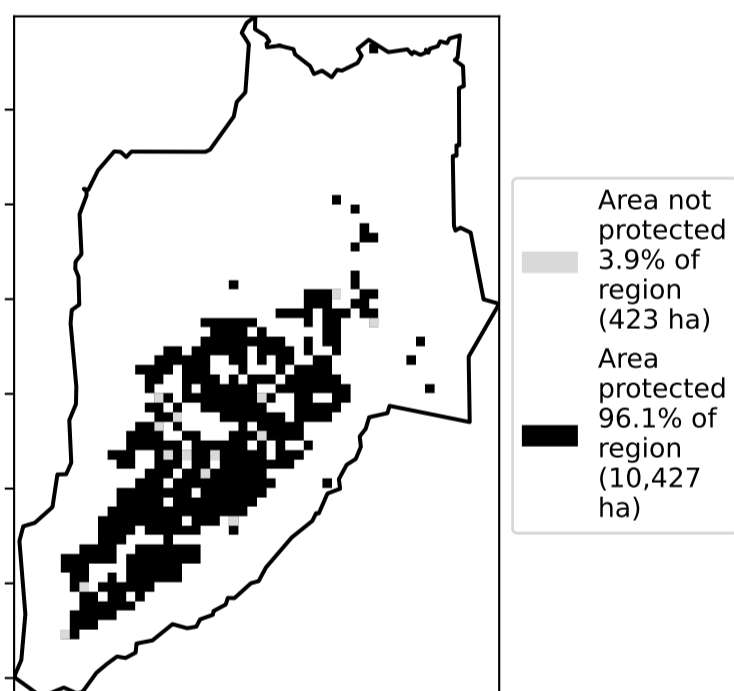 Area not
protected
3.9% of
region
(423 ha)
Area
protected
96.1% of
region
(10,427
ha)